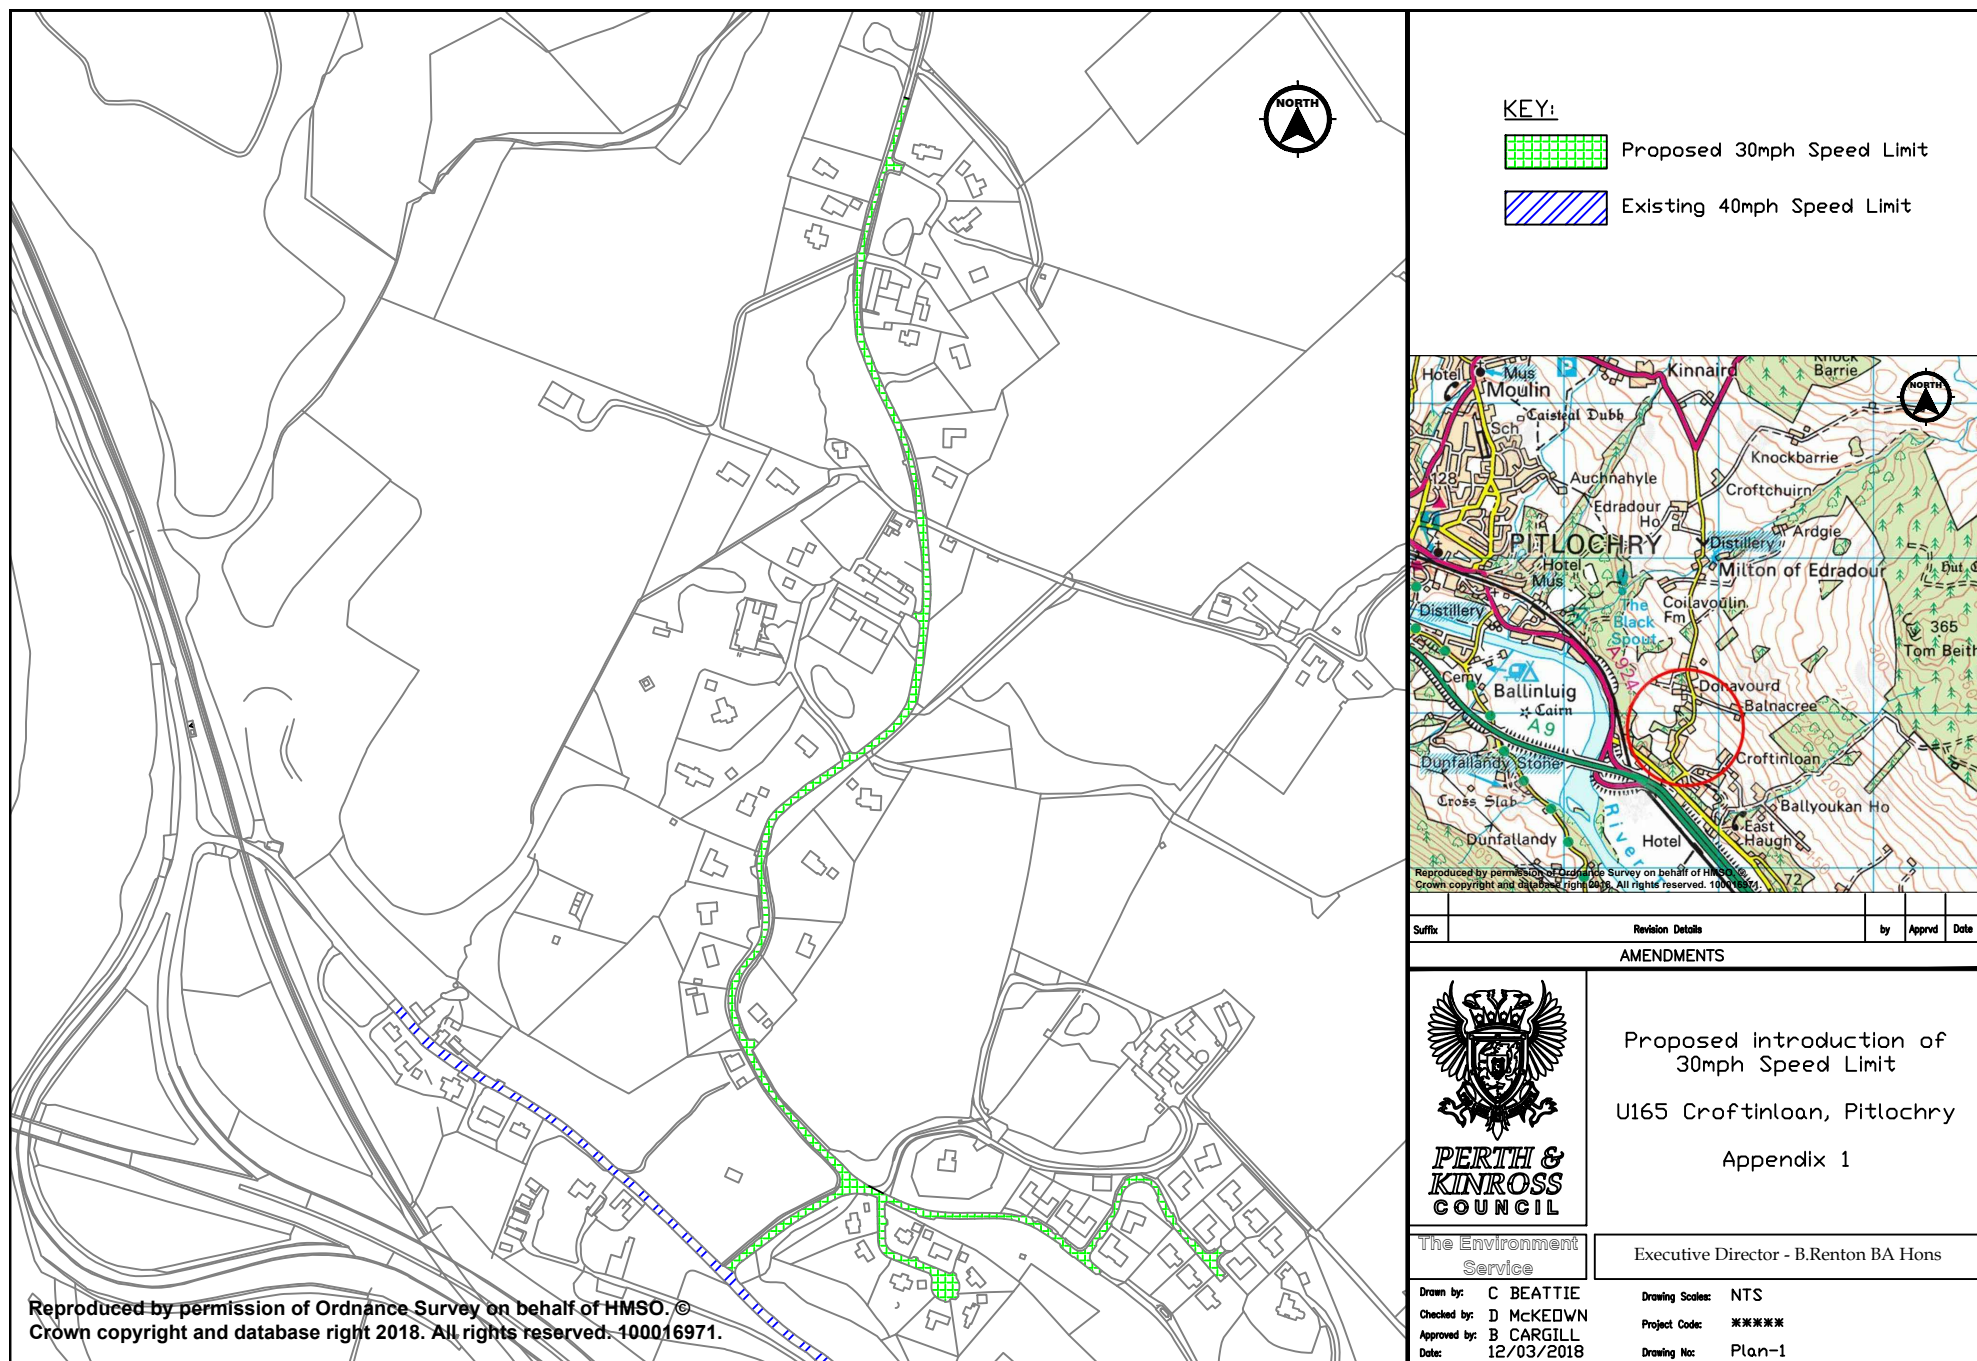 NORTH
Reproduced by permission of Ordnance Survey on behalf of HMSO. ©
Crown copyright and database right 2018. All rights reserved. 100016971.
KEY:
Proposed 30mph Speed Limit
Existing 40mph Speed Limit
Hotel
Mus
Moulin
Kinnaird
Knock
Barrie
NORTH
Caisteal Dubh
Sch
Knockbarrie
128
Auchnahyle
Croftchuirn
Edradour
Ho
Ardgie
PITLOCHRY
Distillery
Hotel
Mus
Milton of Edradour
Distillery
The
Black
Spout
Coilavoulin
Fm
365
Tom Beith
A924
Cemy
Ballinluig
Cairn
A9
Donavourd
Balnacree
Dunfallandy Stone
Croftinloan
Cross Slab
Ballyoukan Ho
River
Dunfallandy
Hotel
East
Haugh
72
Reproduced by permission of Ordnance Survey on behalf of HMSO. ©
Crown copyright and database right 2018. All rights reserved. 100016971.
Suffix
Revision Details
by
Apprvd
Date
AMENDMENTS
PERTH &
KINROSS
COUNCIL
Proposed introduction of
30mph Speed Limit
U165 Croftinloan, Pitlochry
Appendix 1
The Environment
Service
Executive Director - B.Renton BA Hons
Drawn by: C BEATTIE
Checked by: D McKEOWN
Approved by: B CARGILL
Date: 12/03/2018
Drawing Scales: NTS
Project Code: *****
Drawing No: Plan-1